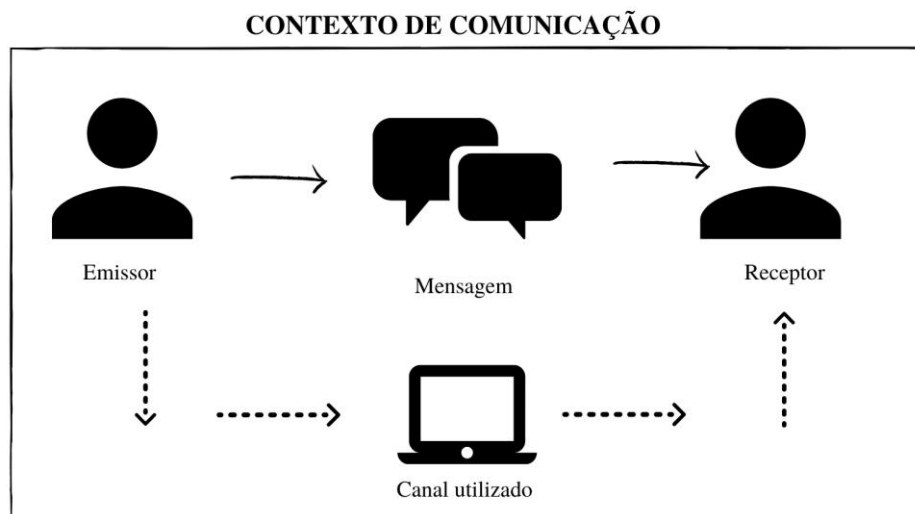 CONTEXTO DE COMUNICAÇÃO
Emissor
Mensagem
Receptor
Canal utilizado